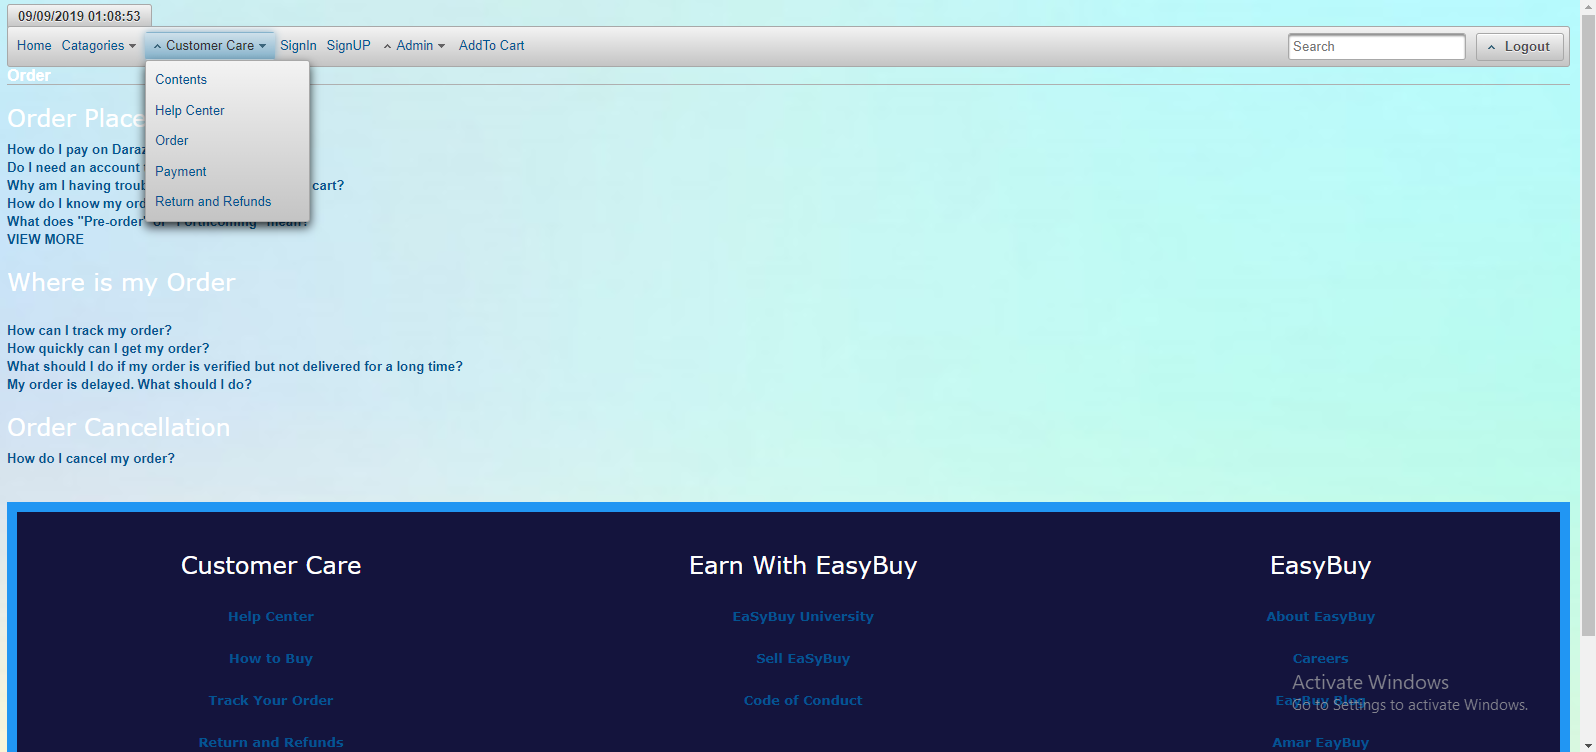 09/09/2019 01:08:53
Home Catagories Customer Care SignIn SignUP Admin AddTo Cart Search Logout
Contents
Help Center
Order
Payment
Return and Refunds
Order
Order Place
How do I pay on Daraz
Do I need an account
Why am I having troub cart?
How do I know my ord
What does "Pre-order" or "Forthcoming" mean?
VIEW MORE
Where is my Order
How can I track my order?
How quickly can I get my order?
What should I do if my order is verified but not delivered for a long time?
My order is delayed. What should I do?
Order Cancellation
How do I cancel my order?
Customer Care Earn With EasyBuy EasyBuy
Help Center EaSyBuy University About EasyBuy
How to Buy Sell EaSyBuy Careers
Activate Windows
Track Your Order Code of Conduct EayBuy Blog
Go to Settings to activate Windows.
Return and Refunds Amar EayBuy